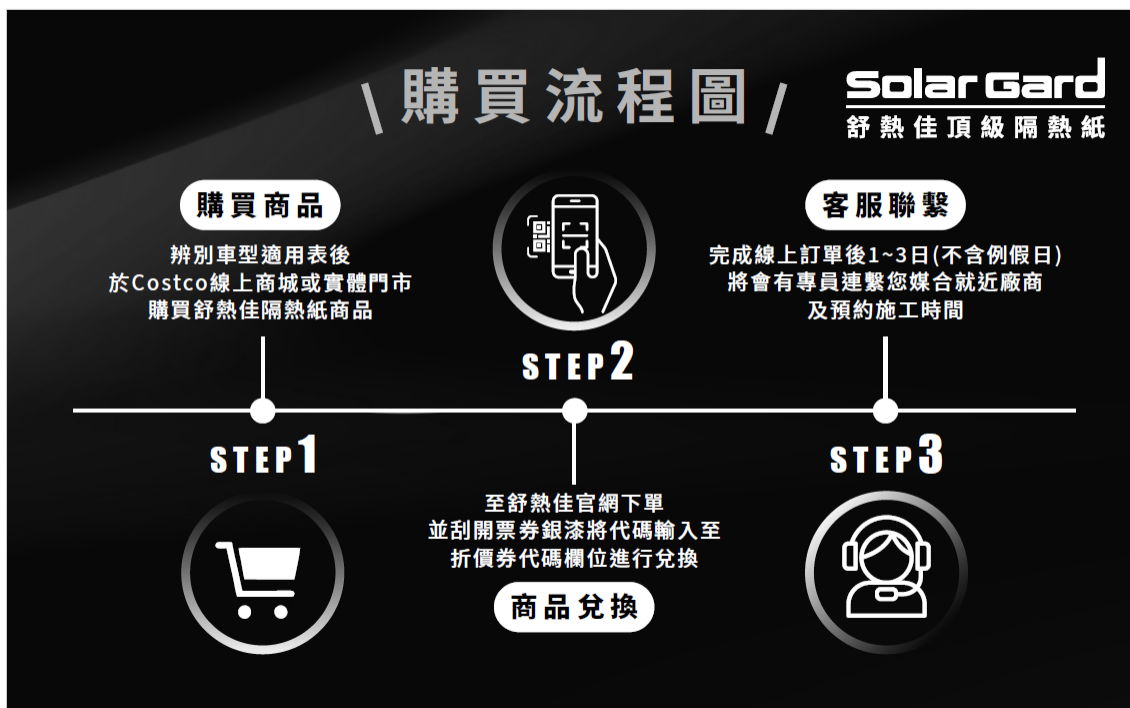 \ 購買流程圖 /
Solar Gard
舒熱佳頂級隔熱紙
購買商品
辨別車型適用表後
於Costco線上商城或實體門市
購買舒熱佳隔熱紙商品
STEP1
STEP2
至舒熱佳官網下單
並刮開票券銀漆將代碼輸入至
折價券代碼欄位進行兌換
商品兌換
客服聯繫
完成線上訂單後1~3日(不含例假日)
將會有專員連繫您媒合就近廠商
及預約施工時間
STEP3